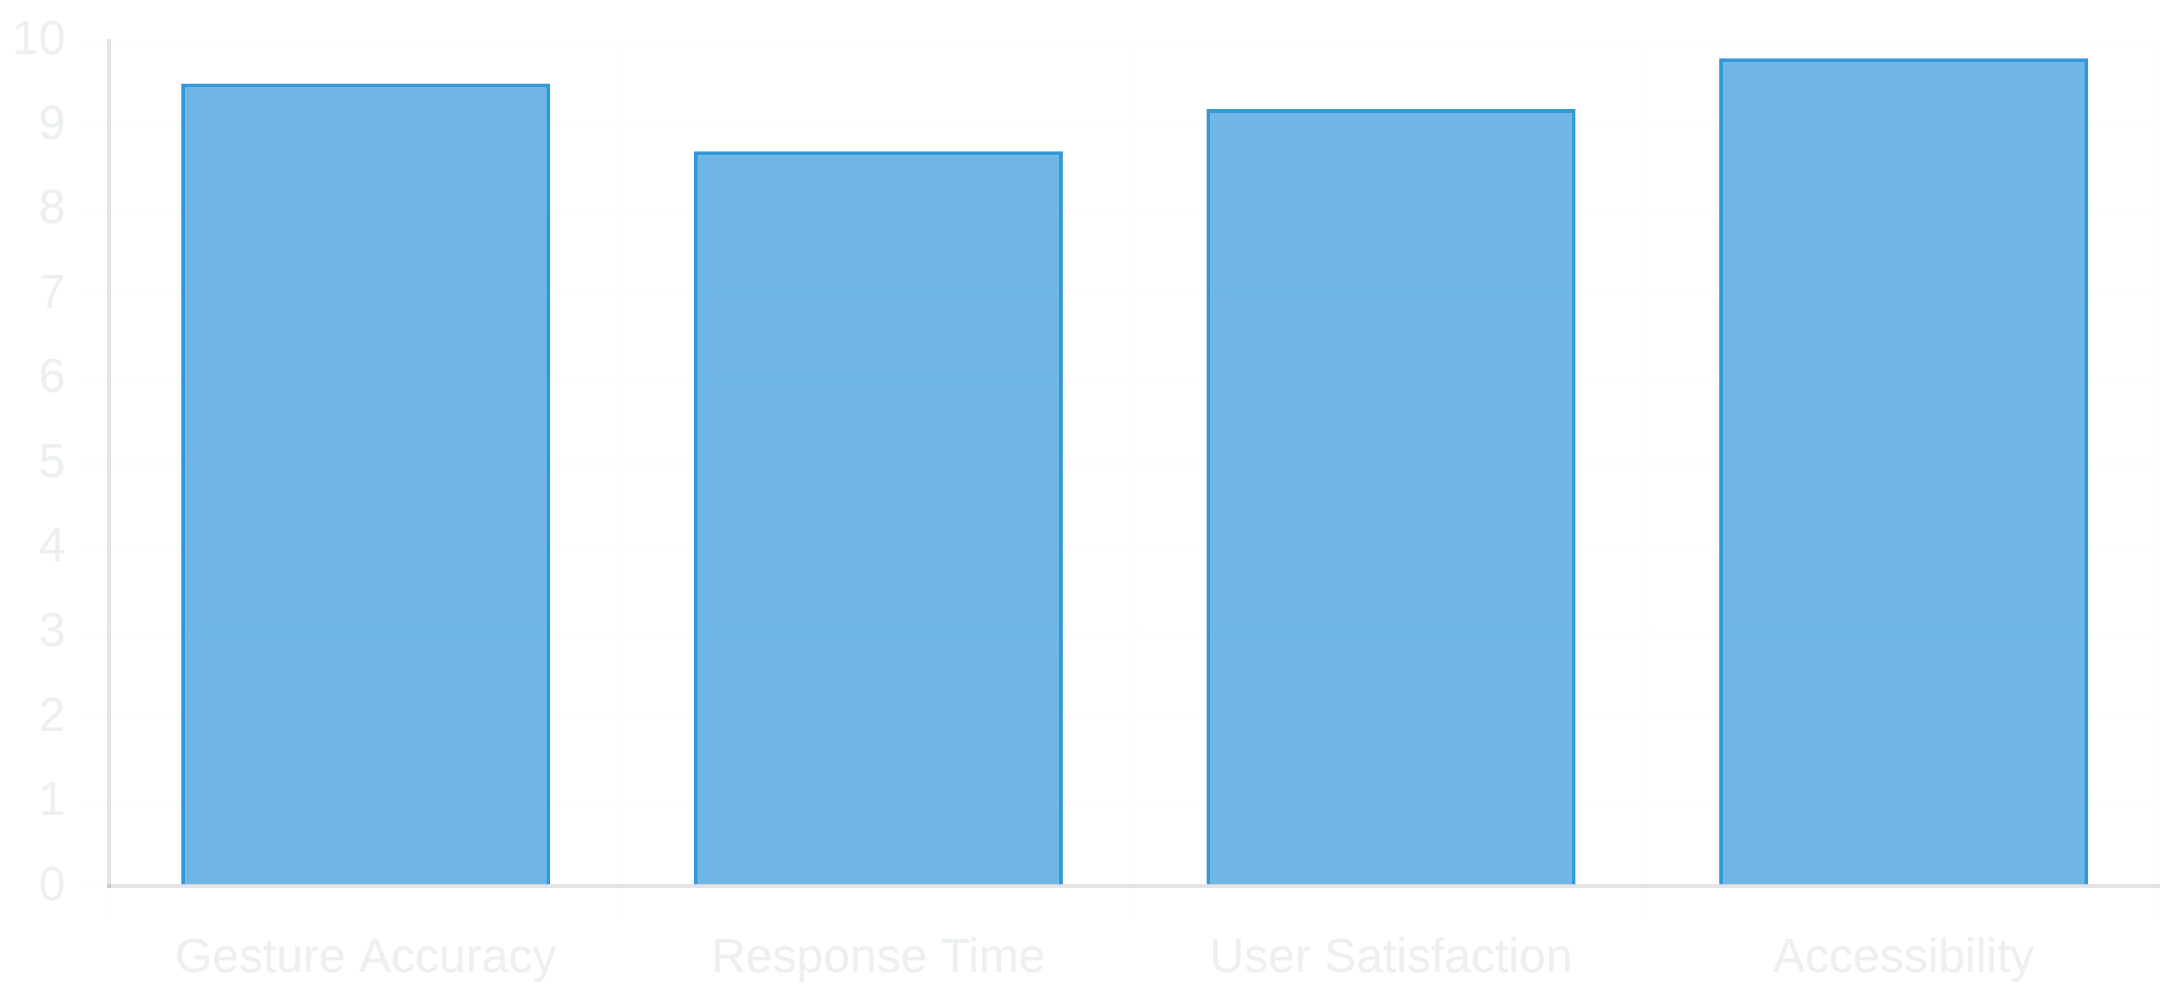 10
9
8
7
6
5
4
3
2
1
0
Gesture Accuracy
Response Time
User Satisfaction
Accessibility